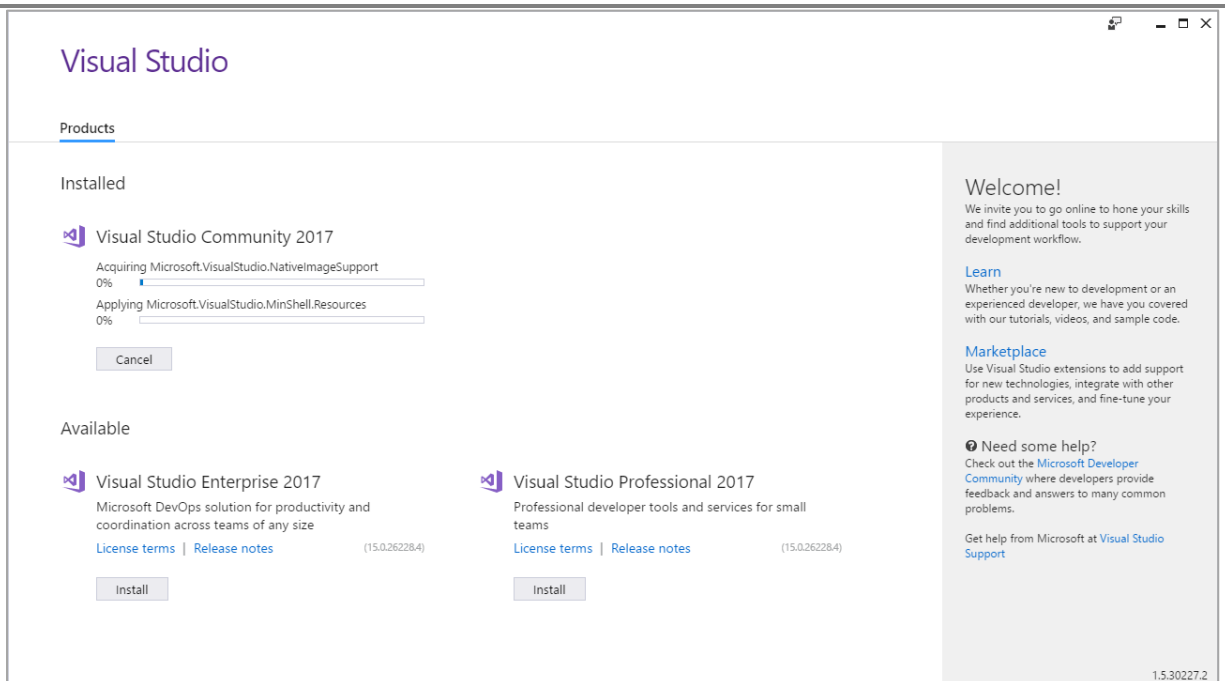 Visual Studio
Products
Installed
Visual Studio Community 2017
Acquiring Microsoft.VisualStudio.NativeImageSupport
0%
Applying Microsoft.VisualStudio.MinShell.Resources
0%
Cancel
Available
Visual Studio Enterprise 2017
Microsoft DevOps solution for productivity and
coordination across teams of any size
License terms | Release notes (15.0.26228.4)
Install
Visual Studio Professional 2017
Professional developer tools and services for small
teams
License terms | Release notes (15.0.26228.4)
Install
Welcome!
We invite you to go online to hone your skills
and find additional tools to support your
development workflow.
Learn
Whether you're new to development or an
experienced developer, we have you covered
with our tutorials, videos, and sample code.
Marketplace
Use Visual Studio extensions to add support
for new technologies, integrate with other
products and services, and fine-tune your
experience.
Need some help?
Check out the Microsoft Developer
Community where developers provide
feedback and answers to many common
problems.
Get help from Microsoft at Visual Studio
Support
1.5.30227.2